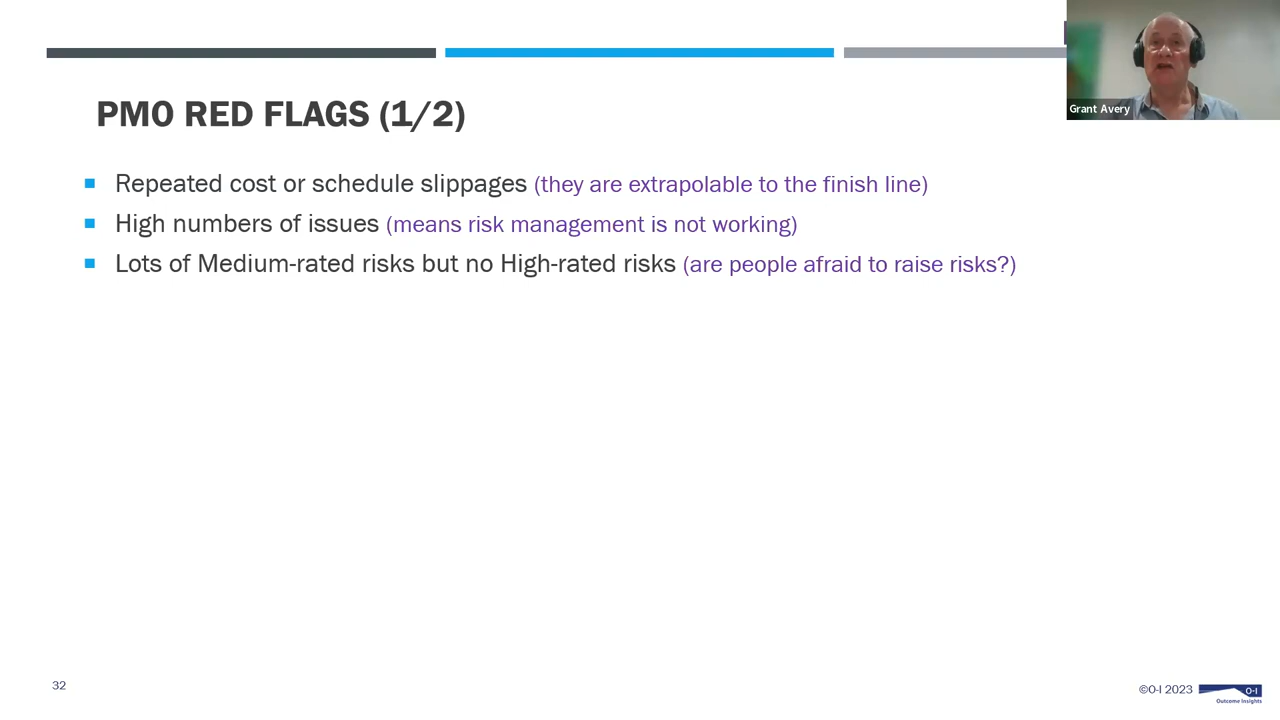 Grant Avery
PMO RED FLAGS (1/2)
Repeated cost or schedule slippages (they are extrapolable to the finish line)
High numbers of issues (means risk management is not working)
Lots of Medium-rated risks but no High-rated risks (are people afraid to raise risks?)
32
©O-I 2023
O-I
Outcome Insights